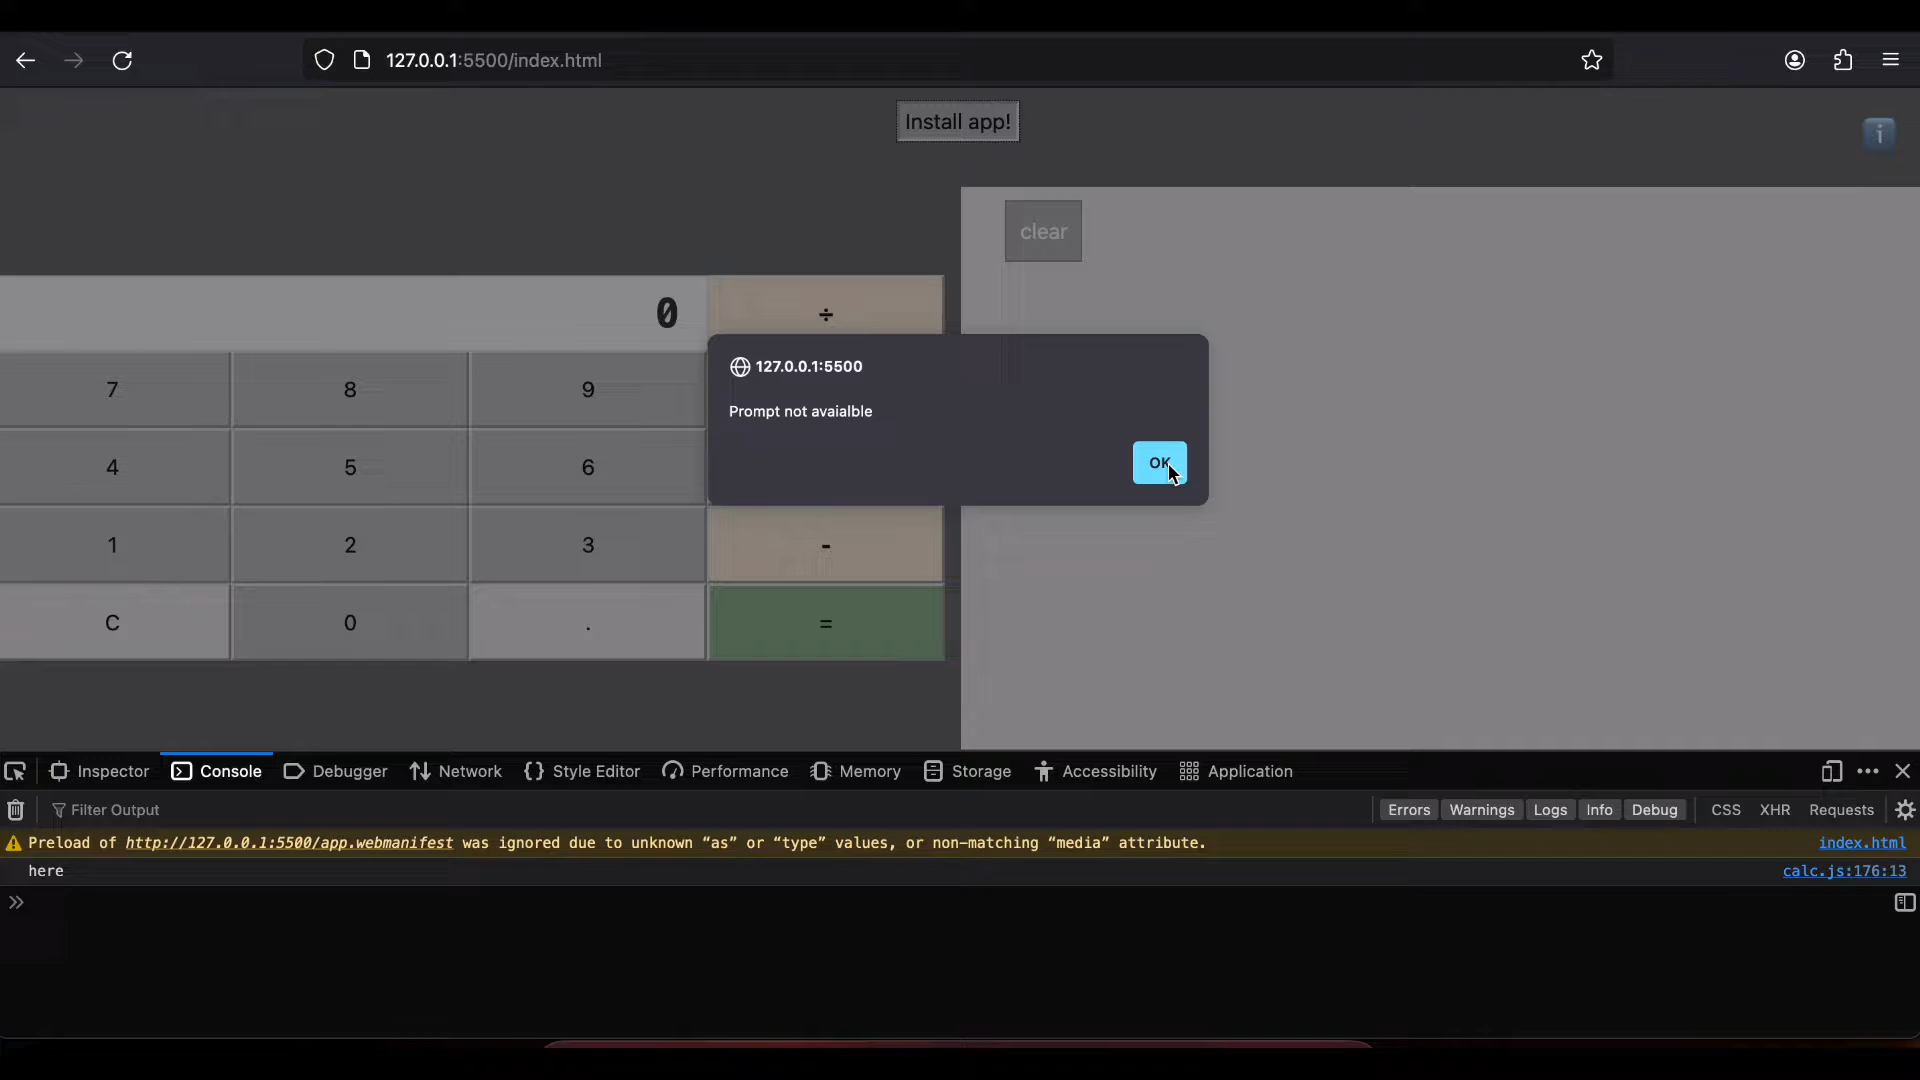 127.0.0.1:5500/index.html
Install app!
i
clear
0
÷
127.0.0.1:5500
Prompt not avaialble
OK
7 8 9
4 5 6
1 2 3 -
C 0 . =
Inspector Console Debugger Network {} Style Editor Performance Memory Storage Accessibility Application
Filter Output Errors Warnings Logs Info Debug CSS XHR Requests
Preload of http://127.0.0.1:5500/app.webmanifest was ignored due to unknown “as” or “type” values, or non-matching “media” attribute. index.html
here calc.js:176:13